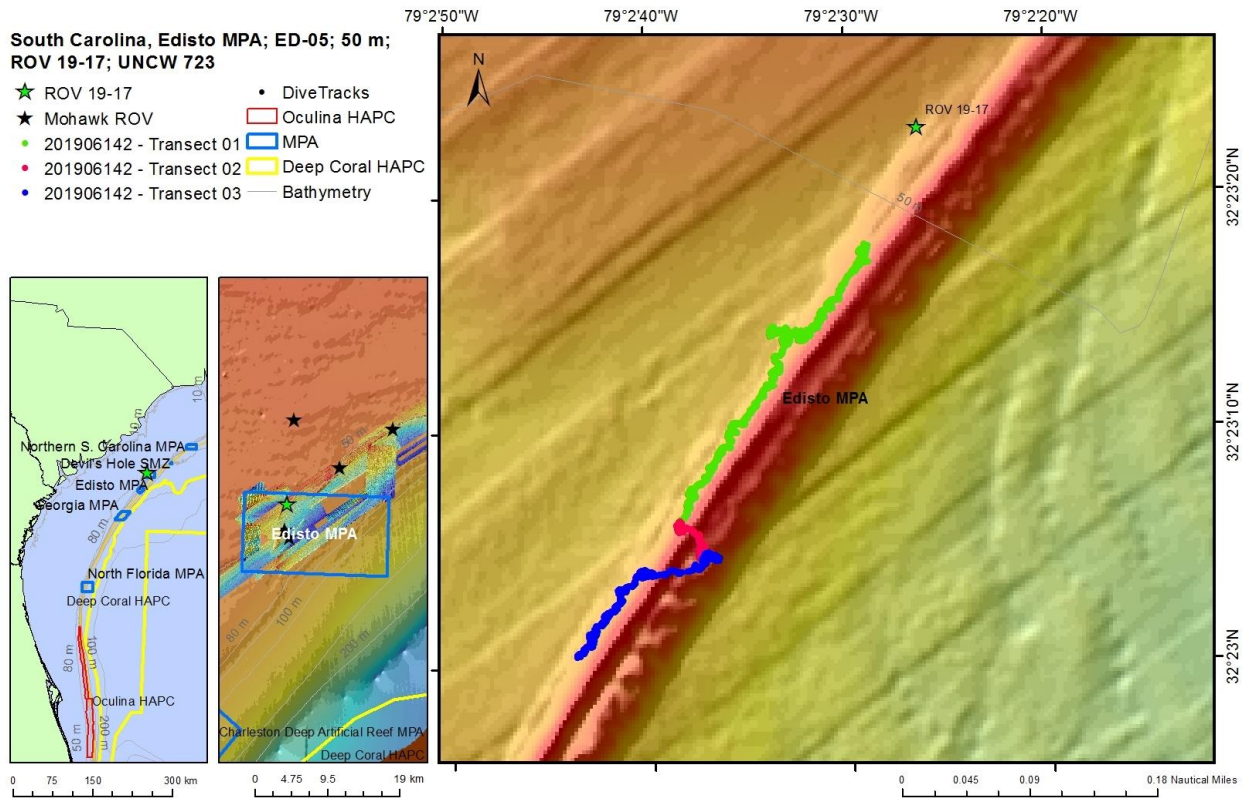 South Carolina, Edisto MPA; ED-05; 50 m;
ROV 19-17; UNCW 723
ROV 19-17
Mohawk ROV
201906142 - Transect 01
201906142 - Transect 02
201906142 - Transect 03
DiveTracks
Oculina HAPC
MPA
Deep Coral HAPC
Bathymetry
10 m
10 m
Northern S. Carolina MPA
Devil's Hole SMZ
Edisto MPA
Georgia MPA
80 m
North Florida MPA
Deep Coral HAPC
80 m
100 m
Oculina HAPC
50 m
200 m
0 75 150 300 km
50 m
Edisto MPA
80 m
100 m
200 m
Charleston Deep Artificial Reef MPA
Deep Coral HAPC
0 4.75 9.5 19 km
79°2'50"W 79°2'40"W 79°2'30"W 79°2'20"W
N
ROV 19-17
50 m
Edisto MPA
32°23'20"N
32°23'10"N
32°23'N
0 0.045 0.09 0.18 Nautical Miles